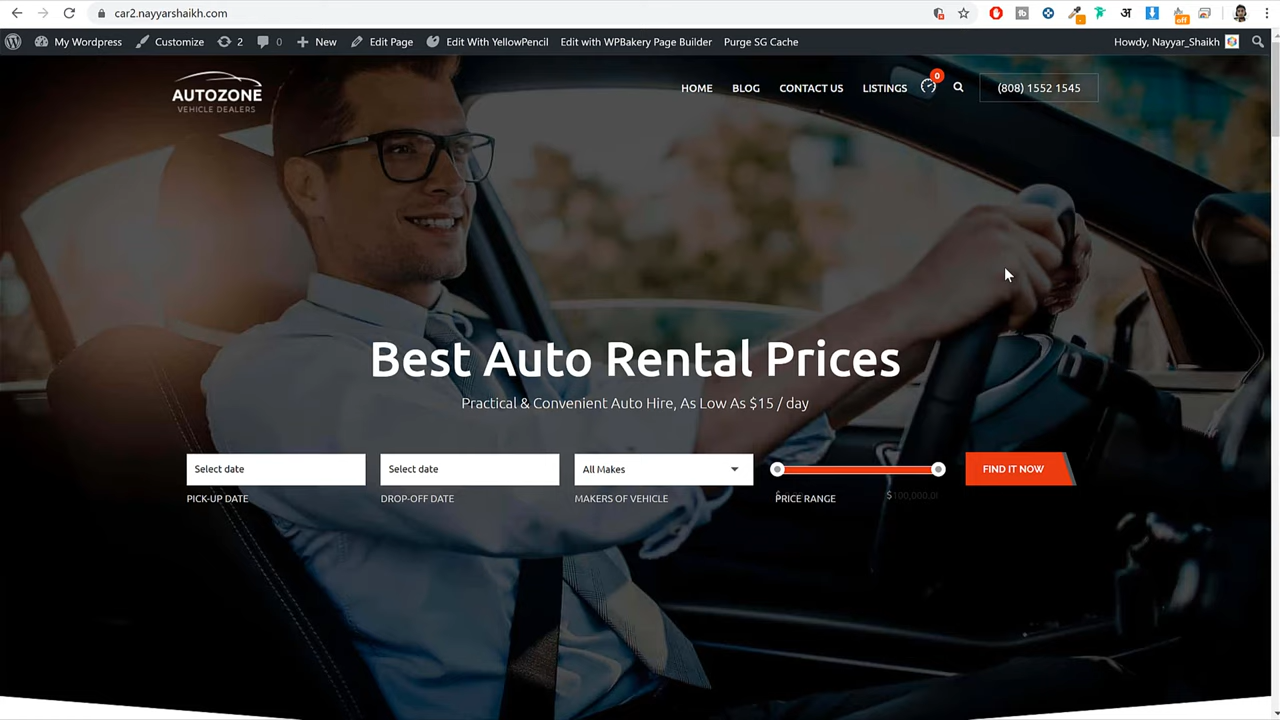 car2.nayyarshaikh.com
अ
off
My Wordpress
Customize
2
0
New
Edit Page
Edit With YellowPencil
Edit with WPBakery Page Builder
Purge SG Cache
Howdy, Nayyar_Shaikh
AUTOZONE
VEHICLE DEALERS
HOME
BLOG
CONTACT US
LISTINGS
0
(808) 1552 1545
Best Auto Rental Prices
Practical & Convenient Auto Hire, As Low As $15 / day
Select date
Select date
All Makes
FIND IT NOW
PICK-UP DATE
DROP-OFF DATE
MAKERS OF VEHICLE
PRICE RANGE